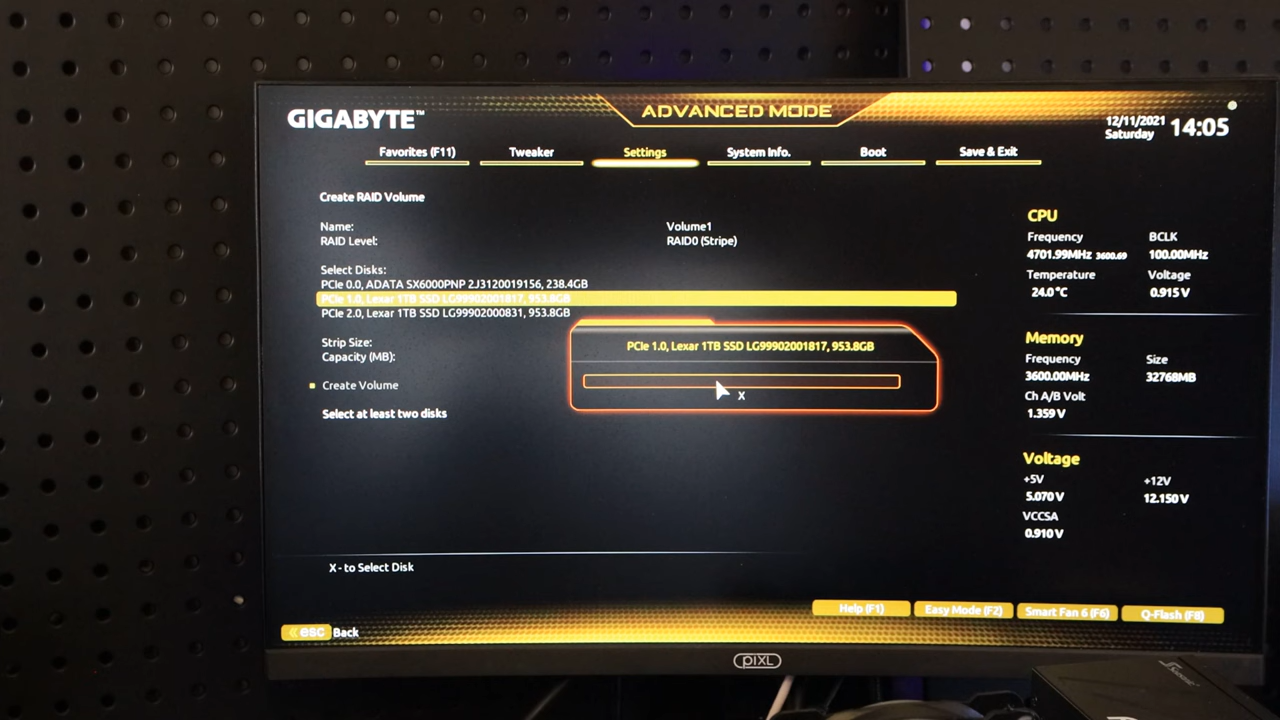 GIGABYTE™
ADVANCED MODE
12/11/2021
Saturday
14:05
Favorites (F11)
Tweaker
Settings
System Info.
Boot
Save & Exit
Create RAID Volume
Name: Volume1
RAID Level: RAID0 (Stripe)
Select Disks:
PCIe 0.0, ADATA SX6000PNP 2J3120019156, 238.4GB
PCIe 1.0, Lexar 1TB SSD LG99902001817, 953.8GB
PCIe 2.0, Lexar 1TB SSD LG99902000831, 953.8GB
Strip Size:
Capacity (MB):
Create Volume
Select at least two disks
PCIe 1.0, Lexar 1TB SSD LG99902001817, 953.8GB
X
CPU
Frequency BCLK
4701.99MHz 3600.69 100.00MHz
Temperature Voltage
24.0 °C 0.915 V
Memory
Frequency Size
3600.00MHz 32768MB
Ch A/B Volt
1.359 V
Voltage
+5V +12V
5.070 V 12.150 V
VCCSA
0.910 V
X - to Select Disk
Help (F1)
Easy Mode (F2)
Smart Fan 6 (F6)
Q-Flash (F8)
esc Back
PIXL